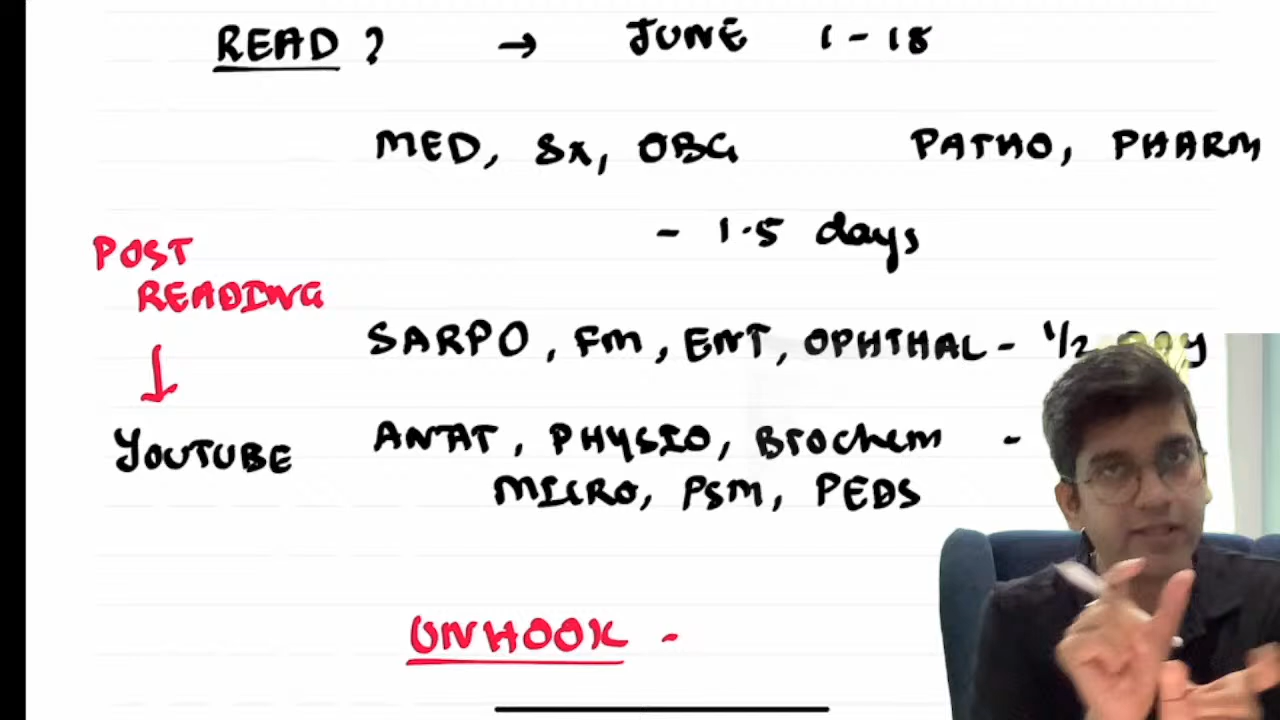 READ ? → JUNE 1 - 18
MED, Sx, OBG PATHO, PHARM
- 1.5 days
POST
READING
SARPO, FM, ENT, OPHTHAL - 1/2
YOUTUBE
ANAT, PHYSIO, Biochem -
MICRO, PSM, PEDS
UNHOOK -